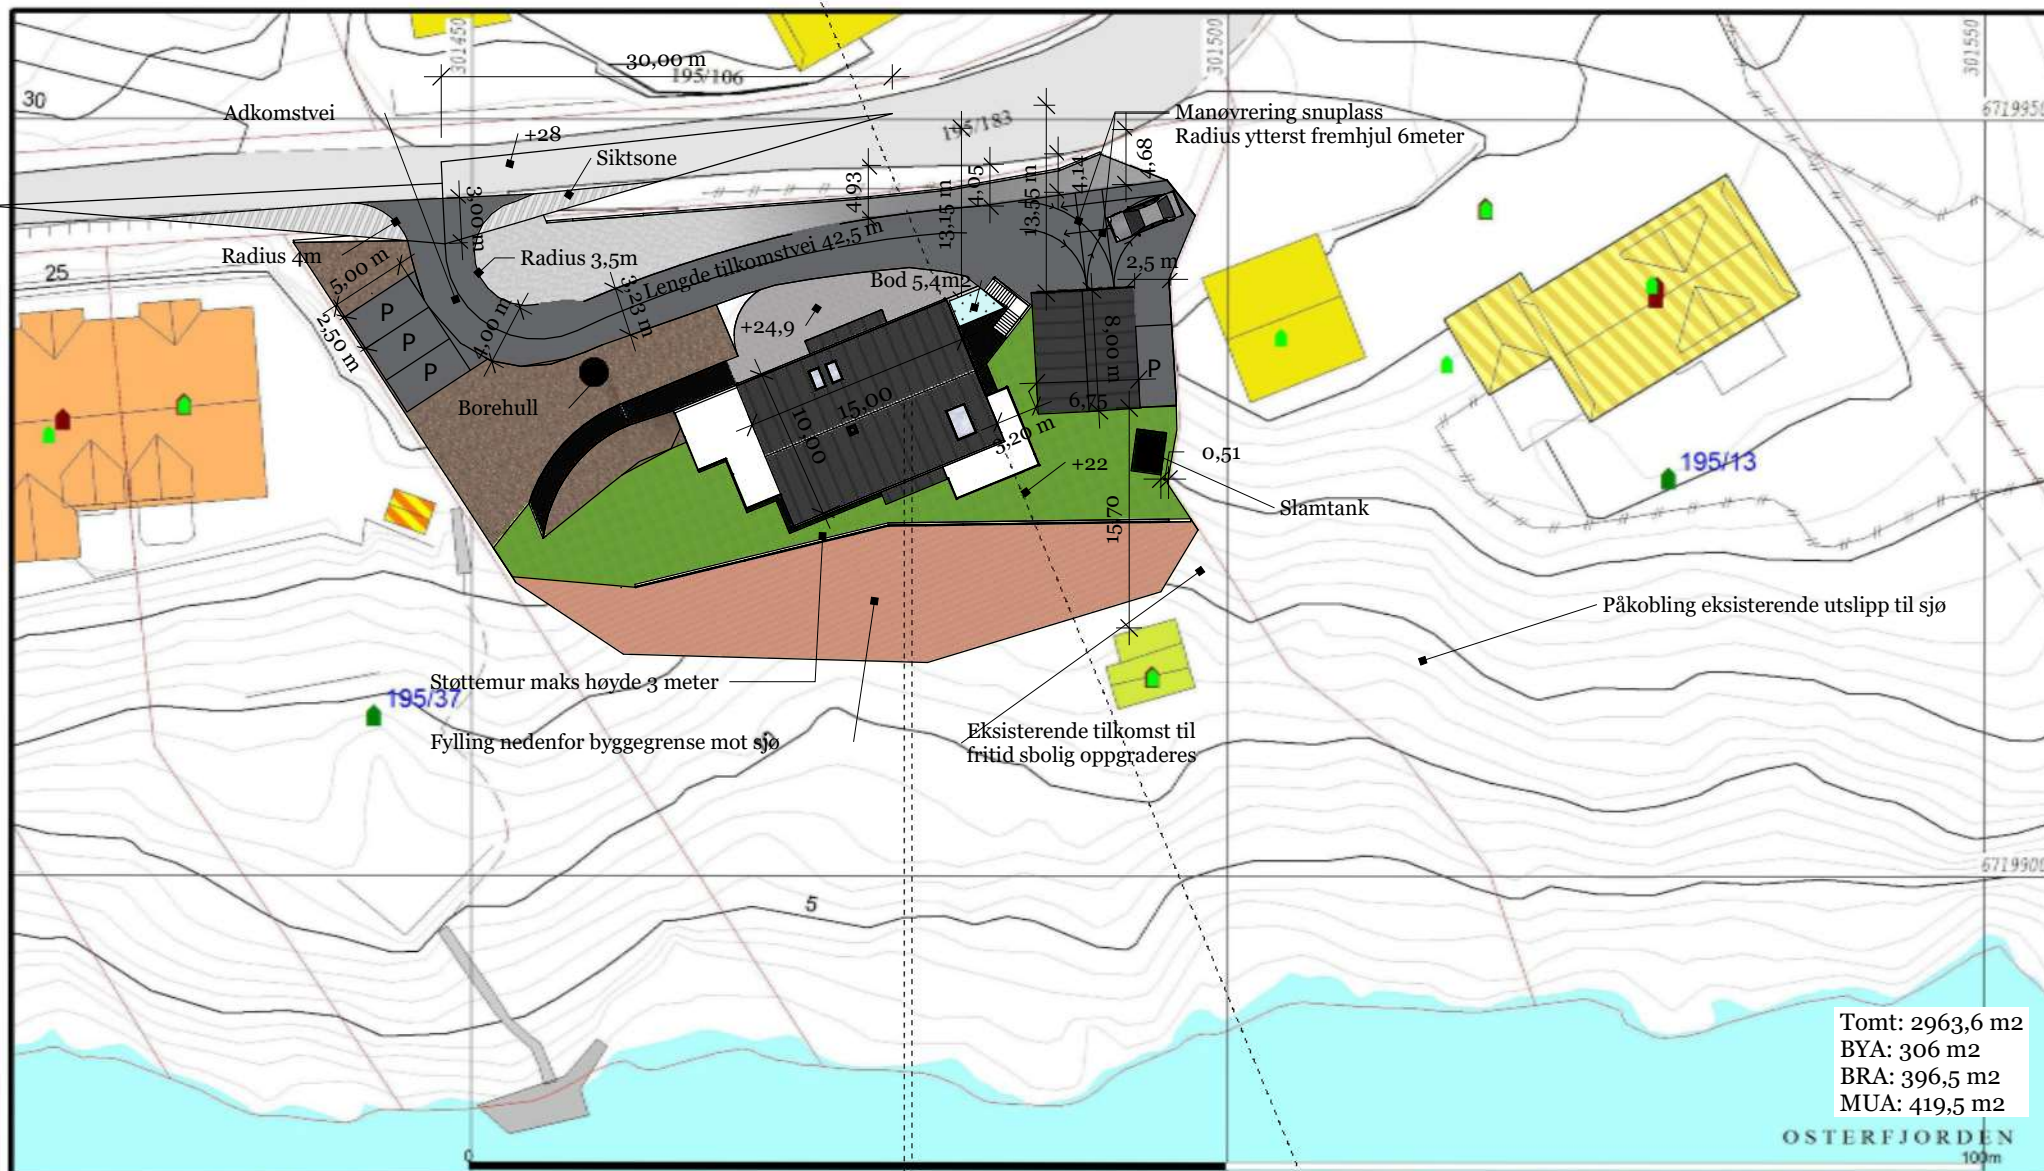 301450
301500
301550
30,00 m
195/106
30
Adkomstvei
+28
Siktsone
195/183
Manøvrering snuplass
Radius ytterst fremhjul 6meter
6719950
3,00 m
4,93
13,15 m
4,05
13,55 m
4,14
4,68
Radius 4m
Radius 3,5m
25
5,00 m
Lengde tilkomstvei 42,5 m
Bod 5,4m2
2,5 m
2,50 m
P
P
P
4,00 m
3,23 m
+24,9
8,00 m
P
Borehull
10,00
15,00
6,75
3,20 m
+22
0,51
195/13
Slamtank
15,70
Påkobling eksisterende utslipp til sjø
Støttemur maks høyde 3 meter
195/37
Fylling nedenfor byggegrense mot sjø
Eksisterende tilkomst til
fritid sbolig oppgraderes
6719900
5
Tomt: 2963,6 m2
BYA: 306 m2
BRA: 396,5 m2
MUA: 419,5 m2
OSTERFJORDEN
0
100m